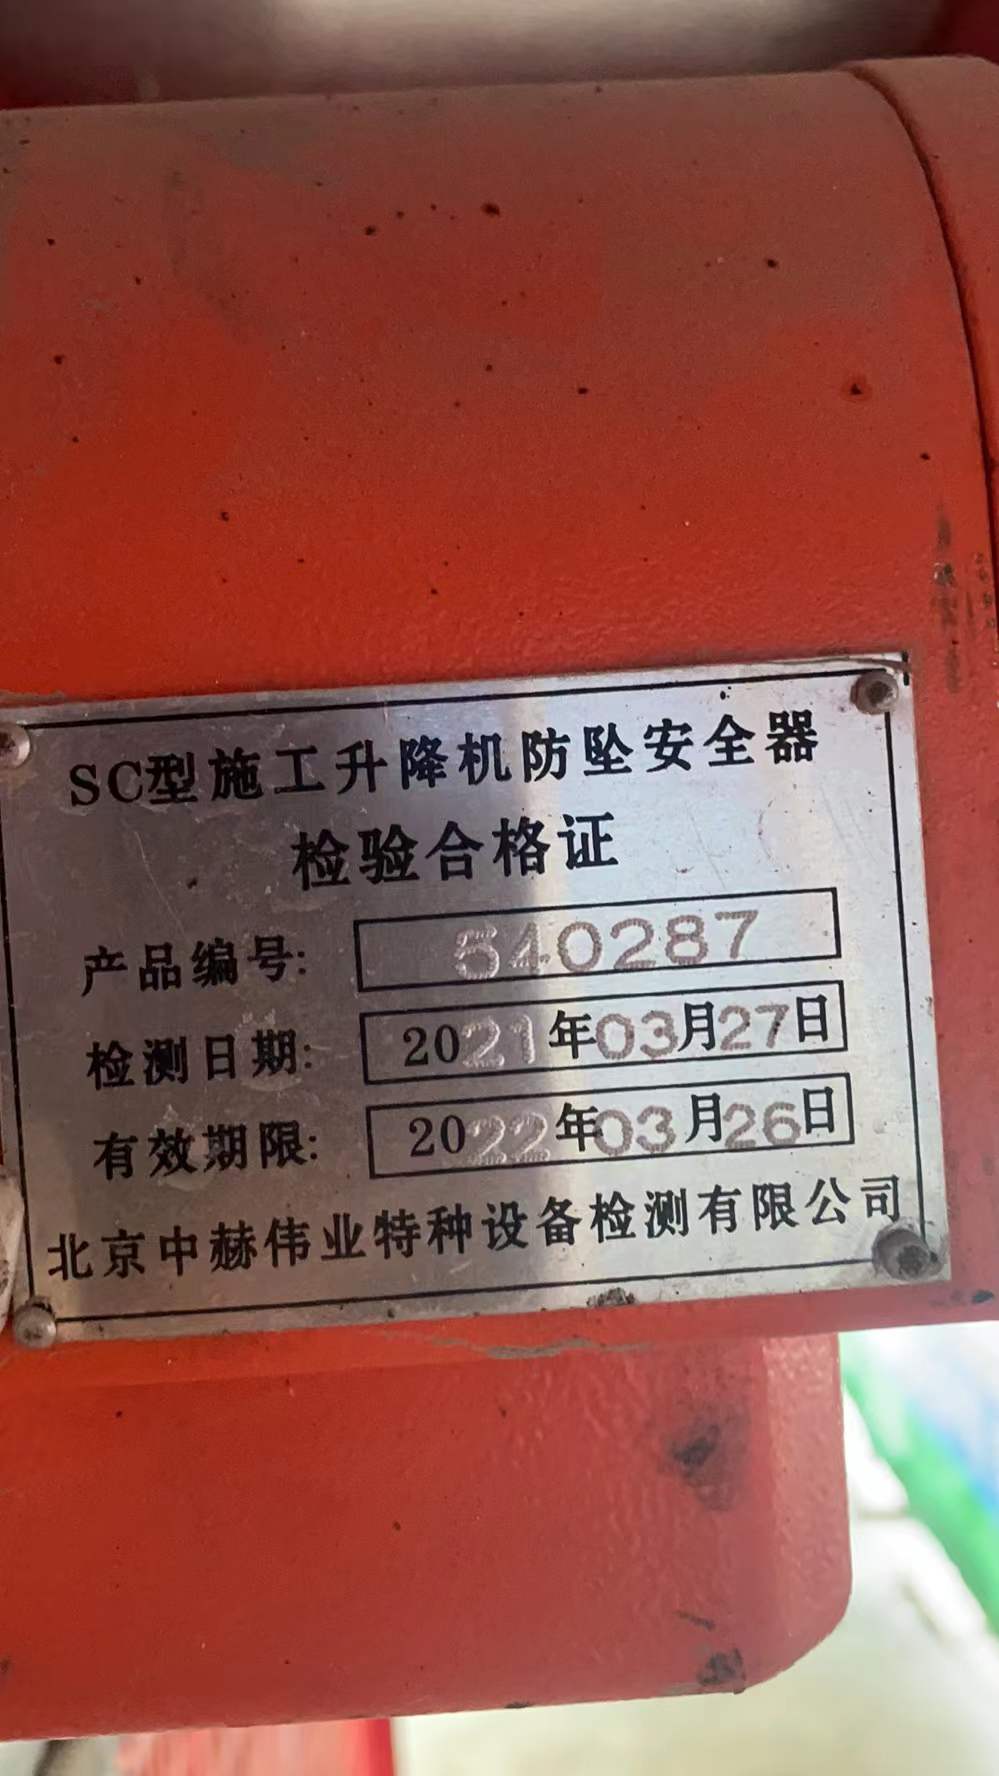 SC型施工升降机防坠安全器
检验合格证
产品编号: 540287
检测日期: 2021年03月27日
有效期限: 2022年03月26日
北京中赫伟业特种设备检测有限公司